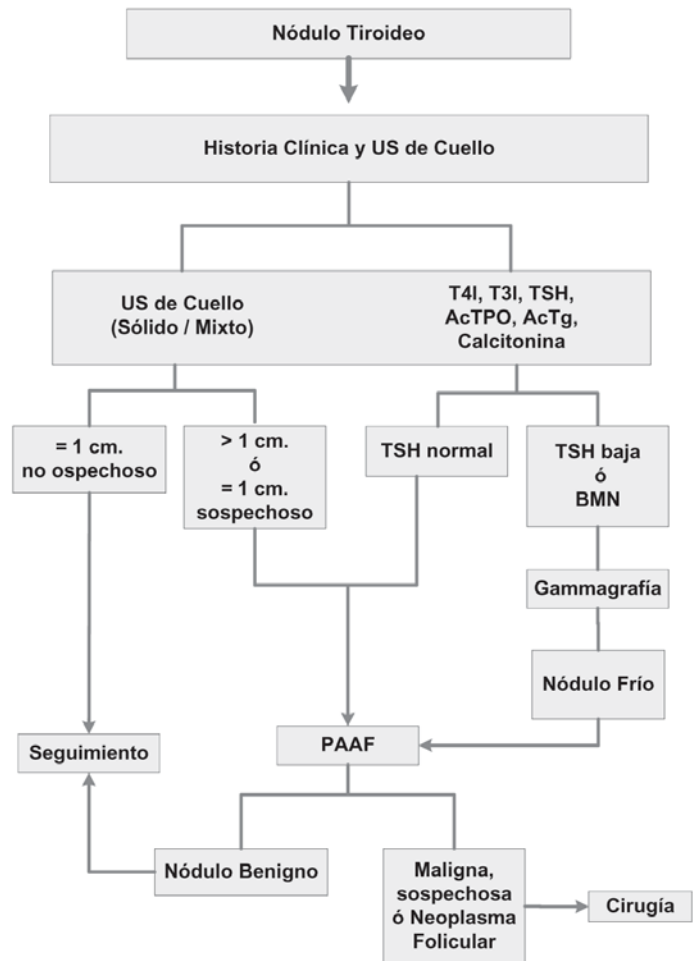 Nódulo Tiroideo
Historia Clínica y US de Cuello
US de Cuello
(Sólido / Mixto)
T4l, T3l, TSH,
AcTPO, AcTg,
Calcitonina
= 1 cm.
no ospechoso
> 1 cm.
ó
= 1 cm.
sospechoso
TSH normal
TSH baja
ó
BMN
Gammagrafía
Nódulo Frío
Seguimiento
PAAF
Nódulo Benigno
Maligna,
sospechosa
ó Neoplasma
Folicular
Cirugía